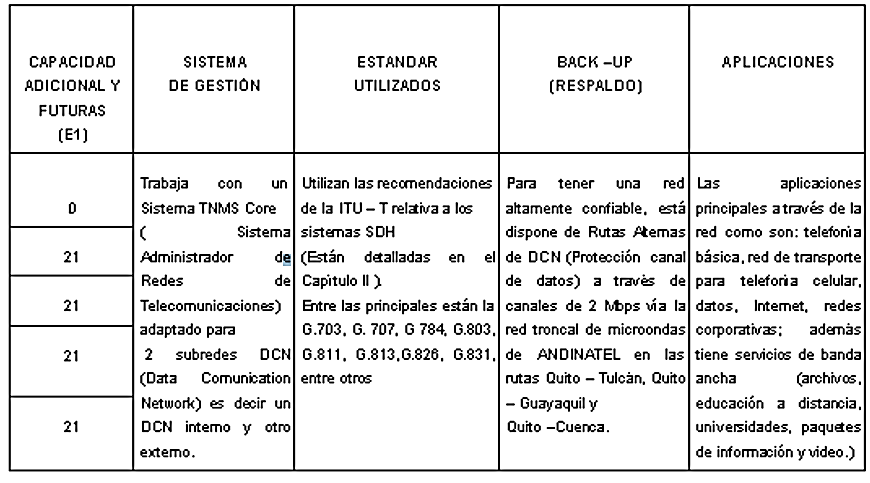 CAPACIDAD
ADICIONAL Y
FUTURAS
(E1)
SISTEMA
DE GESTIÓN
ESTANDAR
UTILIZADOS
BACK –UP
(RESPALDO)
APLICACIONES
0
21
21
21
21
Trabaja con un
Sistema TNMS Core
( Sistema
Administrador de
Redes de
Telecomunicaciones)
adaptado para
2 subredes DCN
(Data Comunication
Network) es decir un
DCN interno y otro
externo.
Utilizan las recomendaciones
de la ITU – T relativa a los
sistemas SDH
(Están detalladas en el
Capitulo II ).
Entre las principales están la
G.703, G. 707, G 784, G.803,
G.811, G.813,G.826, G.831,
entre otros
Para tener una red
altamente confiable, está
dispone de Rutas Alternas
de DCN (Protección canal
de datos) a través de
canales de 2 Mbps vía la
red troncal de microondas
de ANDINATEL en las
rutas Quito – Tulcàn, Quito
– Guayaquil y
Quito –Cuenca.
Las aplicaciones
principales a través de la
red como son: telefonía
básica, red de transporte
para telefonía celular,
datos, Internet, redes
corporativas; además
tiene servicios de banda
ancha (archivos,
educación a distancia,
universidades, paquetes
de información y video.)